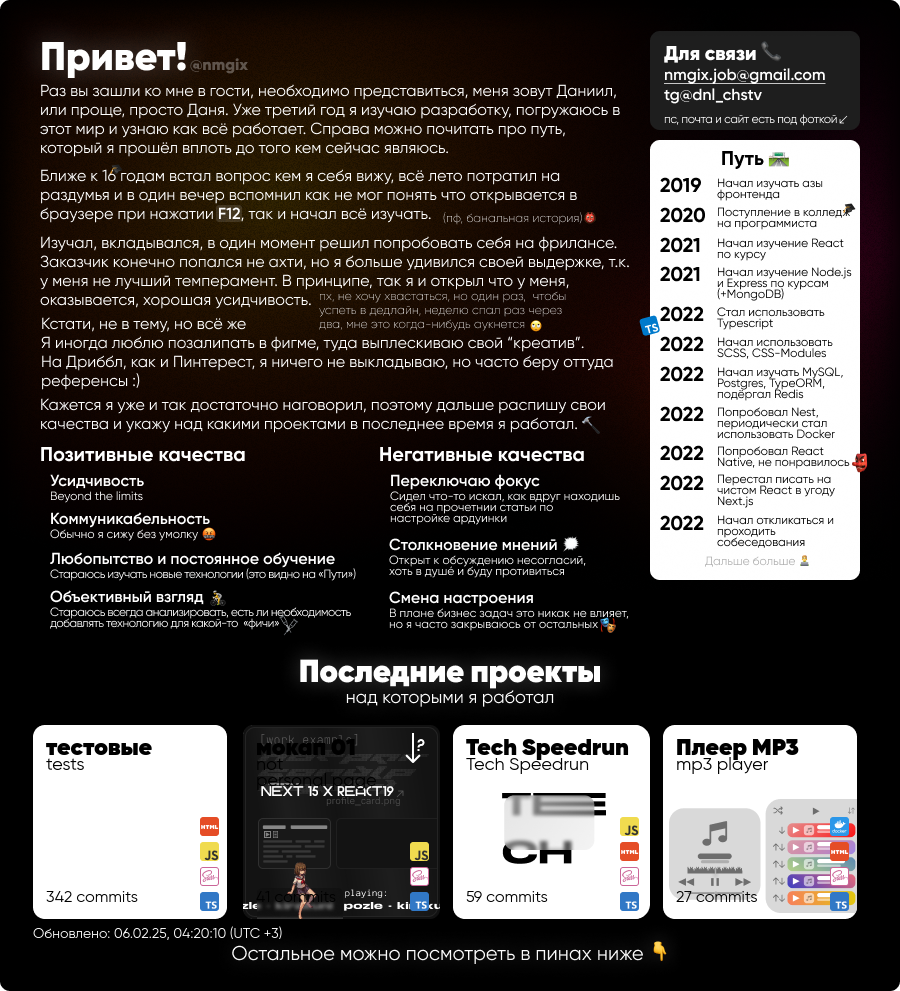 Привет! @nmgix
Раз вы зашли ко мне в гости, необходимо представиться, меня зовут Даниил,
или проще, просто Даня. Уже третий год я изучаю разработку, погружаюсь в
этот мир и узнаю как всё работает. Справа можно почитать про путь,
который я прошёл вплоть до того кем сейчас являюсь.
Ближе к 16 годам встал вопрос кем я себя вижу, всё лето потратил на
раздумья и в один вечер вспомнил как не мог понять что открывается в
браузере при нажатии F12, так и начал всё изучать. (пф, банальная история)
Изучал, вкладывался, в один момент решил попробовать себя на фрилансе.
Заказчик конечно попался не ахти, но я больше удивился своей выдержке, т.к.
у меня не лучший темперамент. В принципе, так я и открыл что у меня,
оказывается, хорошая усидчивость.
пх, не хочу хвастаться, но один раз, чтобы
успеть в дедлайн, неделю спал раз через
два, мне это когда-нибудь аукнется
Кстати, не в тему, но всё же
Я иногда люблю позалипать в фигме, туда выплескиваю свой “креатив”.
На Дриббл, как и Пинтерест, я ничего не выкладываю, но часто беру оттуда
референсы :)
Кажется я уже и так достаточно наговорил, поэтому дальше распишу свои
качества и укажу над какими проектами в последнее время я работал.
Позитивные качества
Усидчивость
Beyond the limits
Коммуникабельность
Обычно я сижу без умолку
Любопытство и постоянное обучение
Стараюсь изучать новые технологии (это видно на «Пути»)
Объективный взгляд
Стараюсь всегда анализировать, есть ли необходимость
добавлять технологию для какой-то «фичи»
Негативные качества
Переключаю фокус
Сидел что-то искал, как вдруг находишь
себя на прочетнии статьи по
настройке ардуинки
Столкновение мнений
Открыт к обсуждению несогласий,
хоть в душе и буду противиться
Смена настроения
В плане бизнес задач это никак не влияет,
но я часто закрываюсь от остальных
Для связи
nmgix.job@gmail.com
tg@dnl_chstv
пс, почта и сайт есть под фоткой↙
Путь
2019 Начал изучать азы
фронтенда
2020 Поступление в колледж
на программиста
2021 Начал изучение React
по курсу
2021 Начал изучение Node.js
и Express по курсам
(+MongoDB)
TS
2022 Стал использовать
Typescript
2022 Начал использовать
SCSS, CSS-Modules
2022 Начал изучать MySQL,
Postgres, TypeORM,
подёргал Redis
2022 Попробовал Nest,
периодически стал
использовать Docker
2022 Попробовал React
Native, не понравилось
2022 Перестал писать на
чистом React в угоду
Next.js
2022 Начал откликаться и
проходить
собеседования
Дальше больше
Последние проекты
над которыми я работал
тестовые
tests
HTML
JS
Sass
TS
342 commits
[work example]
мокап 01
not
personal page
NEXT 15 X REACT19
profile_card.png
JS
Sass
TS
41 commits
playing:
pozle - ki
Tech Speedrun
Tech Speedrun
TE
CH
JS
HTML
Sass
TS
59 commits
Плеер MP3
mp3 player
docker
HTML
Sass
TS
27 commits
Обновлено: 06.02.25, 04:20:10 (UTC +3)
Остальное можно посмотреть в пинах ниже